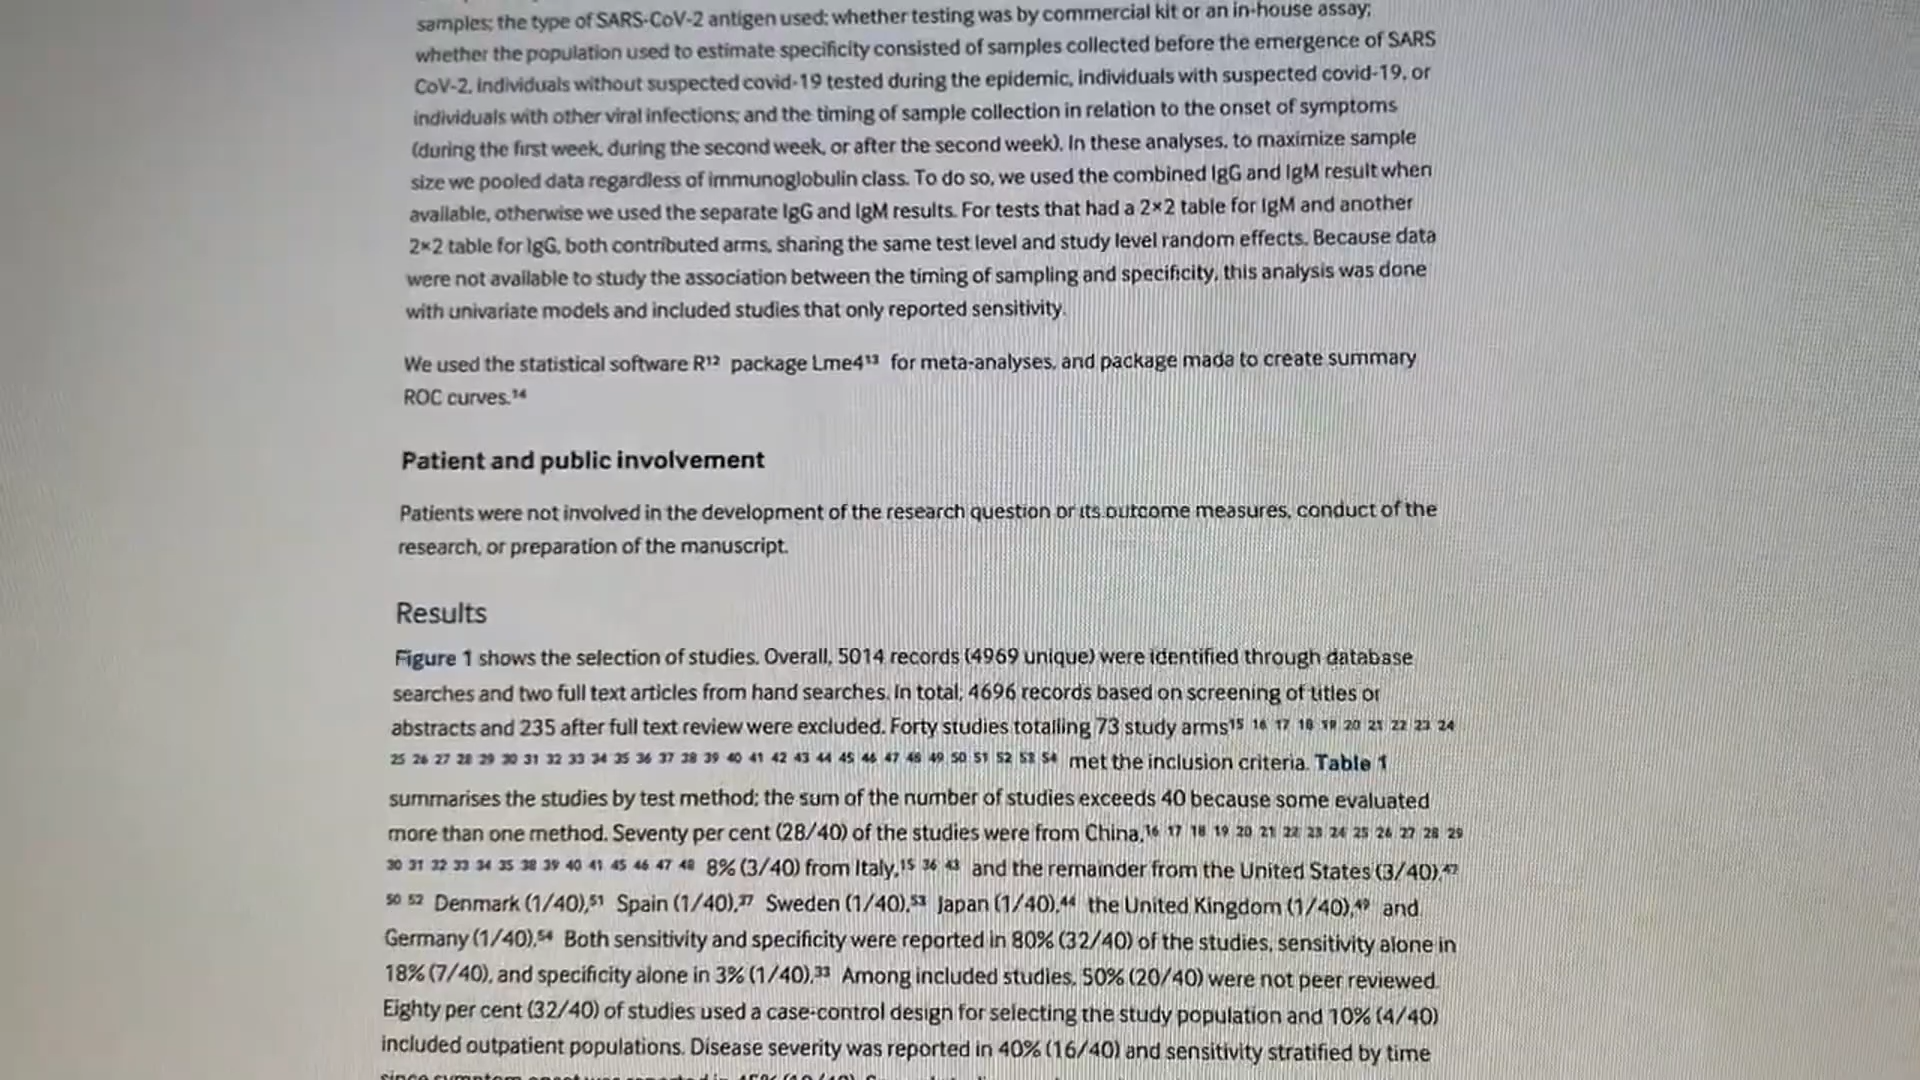 samples; the type of SARS-CoV-2 antigen used; whether testing was by commercial kit or an in-house assay;
whether the population used to estimate specificity consisted of samples collected before the emergence of SARS
CoV-2, individuals without suspected covid-19 tested during the epidemic, individuals with suspected covid-19, or
individuals with other viral infections; and the timing of sample collection in relation to the onset of symptoms
(during the first week, during the second week, or after the second week). In these analyses, to maximize sample
size we pooled data regardless of immunoglobulin class. To do so, we used the combined IgG and IgM result when
available, otherwise we used the separate IgG and IgM results. For tests that had a 2×2 table for IgM and another
2×2 table for IgG, both contributed arms, sharing the same test level and study level random effects. Because data
were not available to study the association between the timing of sampling and specificity, this analysis was done
with univariate models and included studies that only reported sensitivity.
We used the statistical software R12 package Lme413 for meta-analyses, and package mada to create summary
ROC curves.14
Patient and public involvement
Patients were not involved in the development of the research question or its outcome measures, conduct of the
research, or preparation of the manuscript.
Results
Figure 1 shows the selection of studies. Overall, 5014 records (4969 unique) were identified through database
searches and two full text articles from hand searches. In total, 4696 records based on screening of titles or
abstracts and 235 after full text review were excluded. Forty studies totalling 73 study arms15 16 17 18 19 20 21 22 23 24
25 26 27 28 29 30 31 32 33 34 35 36 37 38 39 40 41 42 43 44 45 46 47 48 49 50 51 52 53 54 met the inclusion criteria. Table 1
summarises the studies by test method; the sum of the number of studies exceeds 40 because some evaluated
more than one method. Seventy per cent (28/40) of the studies were from China,16 17 18 19 20 21 22 23 24 25 26 27 28 29
30 31 32 33 34 35 38 39 40 41 45 46 47 48 8% (3/40) from Italy,15 36 43 and the remainder from the United States (3/40),42
50 52 Denmark (1/40),51 Spain (1/40),37 Sweden (1/40),53 Japan (1/40),44 the United Kingdom (1/40),49 and
Germany (1/40).54 Both sensitivity and specificity were reported in 80% (32/40) of the studies, sensitivity alone in
18% (7/40), and specificity alone in 3% (1/40).33 Among included studies, 50% (20/40) were not peer reviewed.
Eighty per cent (32/40) of studies used a case-control design for selecting the study population and 10% (4/40)
included outpatient populations. Disease severity was reported in 40% (16/40) and sensitivity stratified by time
since symptom